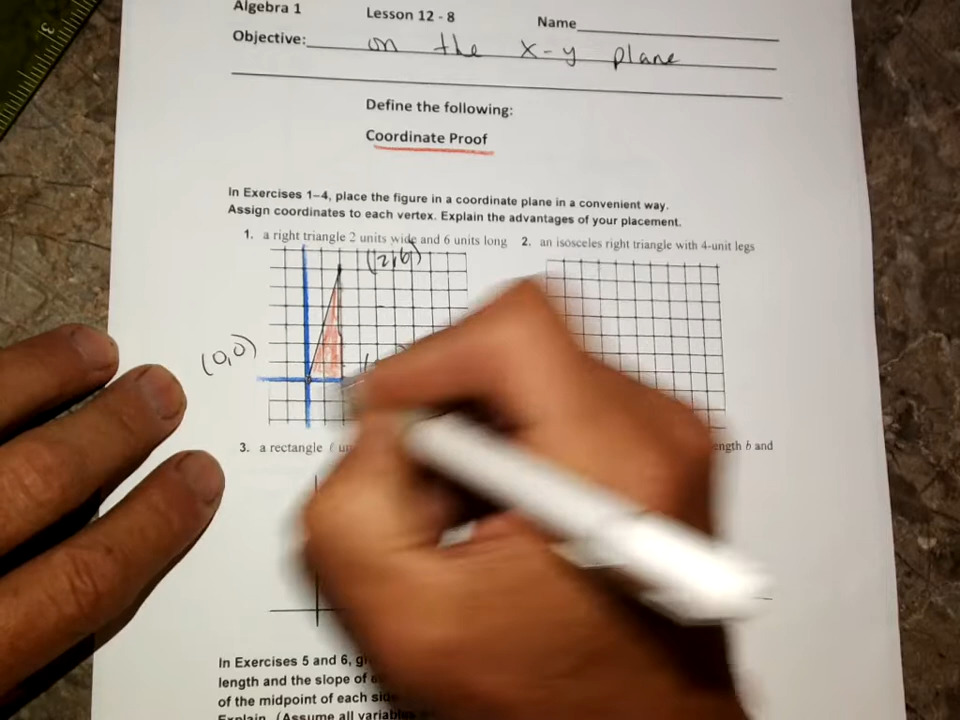 3
Algebra 1 Lesson 12 - 8 Name
Objective: on the x-y plane
Define the following:
Coordinate Proof
In Exercises 1–4, place the figure in a coordinate plane in a convenient way.
Assign coordinates to each vertex. Explain the advantages of your placement.
1. a right triangle 2 units wide and 6 units long 2. an isosceles right triangle with 4-unit legs
(2,6)
(0,0)
3. a rectangle ℓ ength b and
In Exercises 5 and 6,
length and the slope of
of the midpoint of each
Explain. (Assume all